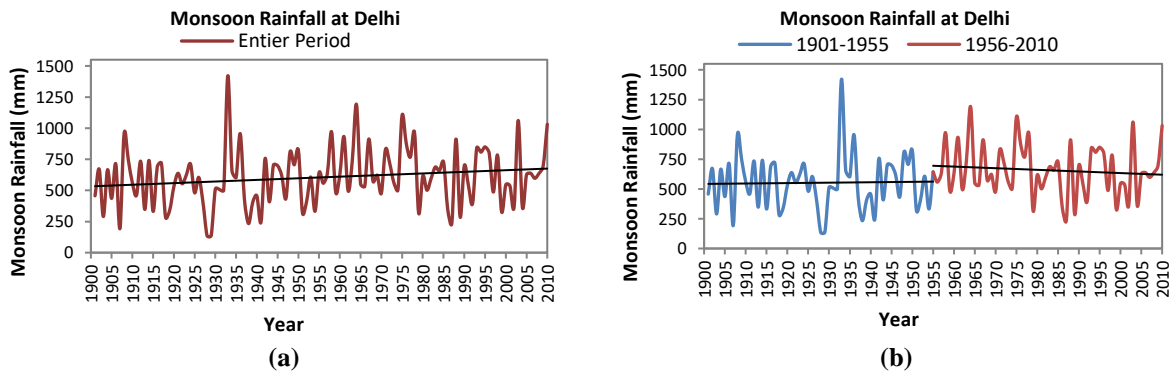 Monsoon Rainfall at Delhi
Entier Period
Monsoon Rainfall (mm)
1500
1250
1000
750
500
250
0
1900 1905 1910 1915 1920 1925 1930 1935 1940 1945 1950 1955 1960 1965 1970 1975 1980 1985 1990 1995 2000 2005 2010
Year
(a)
Monsoon Rainfall at Delhi
1901-1955 1956-2010
Monsoon Rainfall (mm)
1500
1250
1000
750
500
250
0
1900 1905 1910 1915 1920 1925 1930 1935 1940 1945 1950 1955 1960 1965 1970 1975 1980 1985 1990 1995 2000 2005 2010
Year
(b)